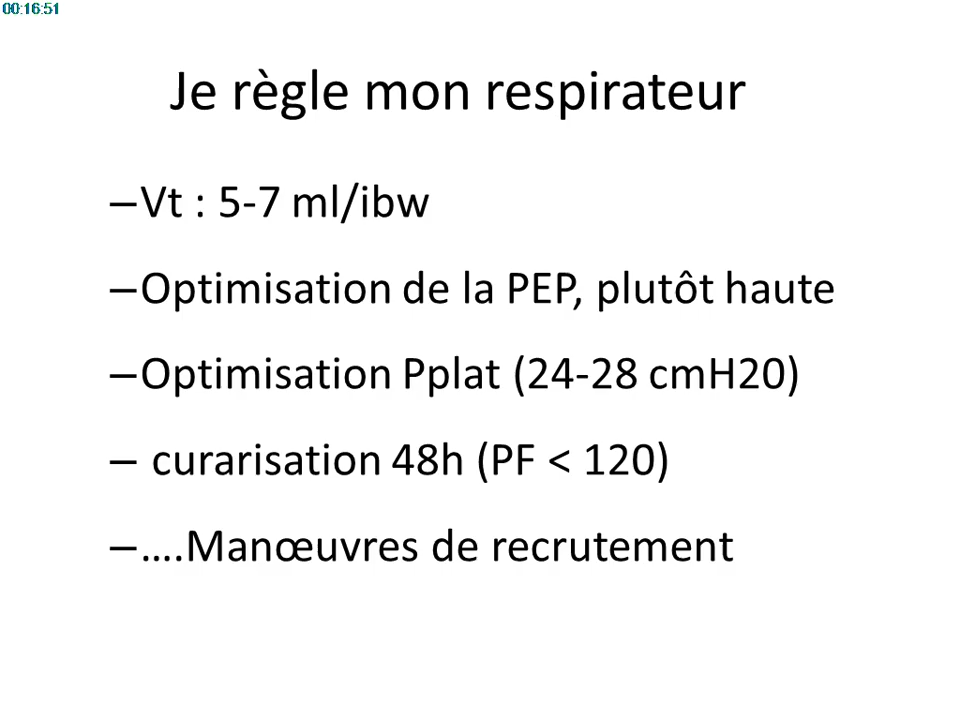 00:16:51
Je règle mon respirateur
–Vt : 5-7 ml/ibw
–Optimisation de la PEP, plutôt haute
–Optimisation Pplat (24-28 cmH20)
– curarisation 48h (PF < 120)
–….Manœuvres de recrutement